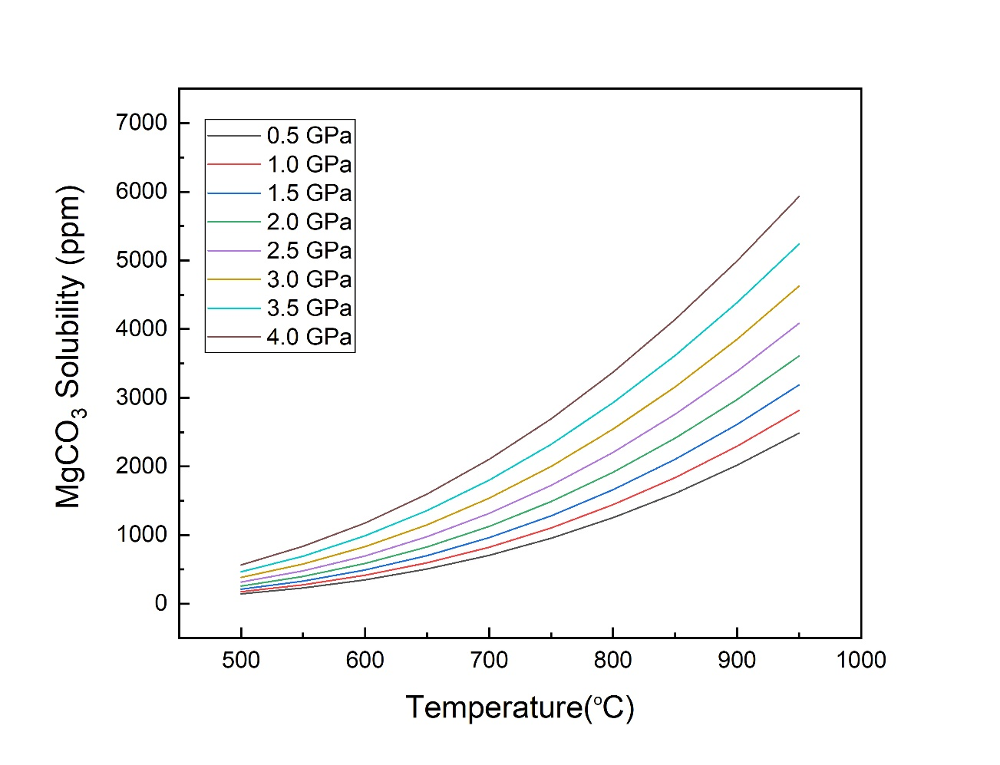 7000
6000
5000
4000
3000
2000
1000
0
MgCO3 Solubility (ppm)
0.5 GPa
1.0 GPa
1.5 GPa
2.0 GPa
2.5 GPa
3.0 GPa
3.5 GPa
4.0 GPa
500 600 700 800 900 1000
Temperature(°C)